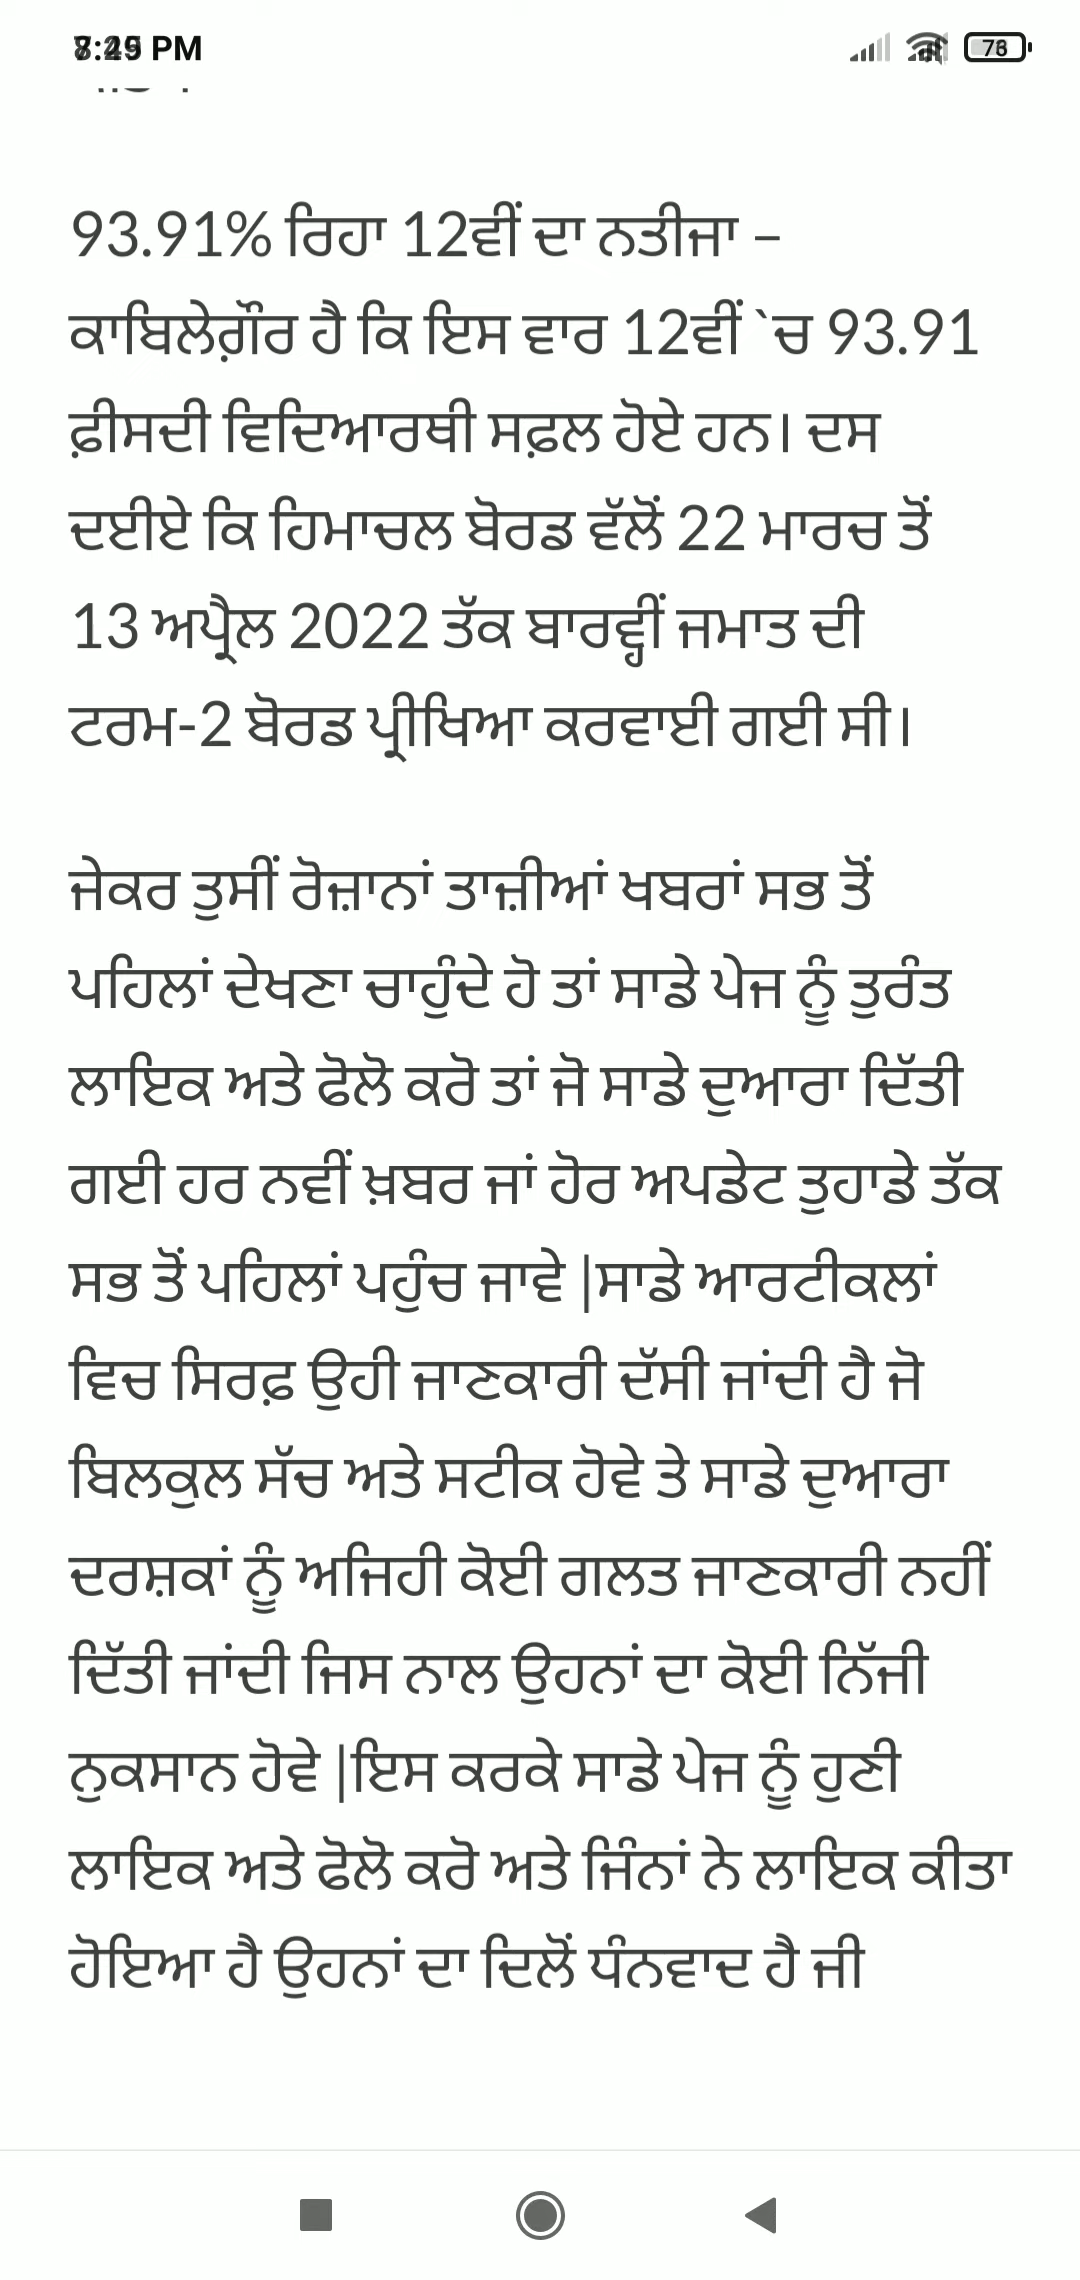 PM
93.91% ਰਿਹਾ 12ਵੀਂ ਦਾ ਨਤੀਜਾ –
ਕਾਬਿਲੇਗ਼ੌਰ ਹੈ ਕਿ ਇਸ ਵਾਰ 12ਵੀਂ `ਚ 93.91
ਫ਼ੀਸਦੀ ਵਿਦਿਆਰਥੀ ਸਫ਼ਲ ਹੋਏ ਹਨ। ਦਸ
ਦਈਏ ਕਿ ਹਿਮਾਚਲ ਬੋਰਡ ਵੱਲੋਂ 22 ਮਾਰਚ ਤੋਂ
13 ਅਪ੍ਰੈਲ 2022 ਤੱਕ ਬਾਰਵ੍ਹੀਂ ਜਮਾਤ ਦੀ
ਟਰਮ-2 ਬੋਰਡ ਪ੍ਰੀਖਿਆ ਕਰਵਾਈ ਗਈ ਸੀ।
ਜੇਕਰ ਤੁਸੀਂ ਰੋਜ਼ਾਨਾਂ ਤਾਜ਼ੀਆਂ ਖਬਰਾਂ ਸਭ ਤੋਂ
ਪਹਿਲਾਂ ਦੇਖਣਾ ਚਾਹੁੰਦੇ ਹੋ ਤਾਂ ਸਾਡੇ ਪੇਜ ਨੂੰ ਤੁਰੰਤ
ਲਾਇਕ ਅਤੇ ਫੋਲੋ ਕਰੋ ਤਾਂ ਜੋ ਸਾਡੇ ਦੁਆਰਾ ਦਿੱਤੀ
ਗਈ ਹਰ ਨਵੀਂ ਖ਼ਬਰ ਜਾਂ ਹੋਰ ਅਪਡੇਟ ਤੁਹਾਡੇ ਤੱਕ
ਸਭ ਤੋਂ ਪਹਿਲਾਂ ਪਹੁੰਚ ਜਾਵੇ |ਸਾਡੇ ਆਰਟੀਕਲਾਂ
ਵਿਚ ਸਿਰਫ਼ ਉਹੀ ਜਾਣਕਾਰੀ ਦੱਸੀ ਜਾਂਦੀ ਹੈ ਜੋ
ਬਿਲਕੁਲ ਸੱਚ ਅਤੇ ਸਟੀਕ ਹੋਵੇ ਤੇ ਸਾਡੇ ਦੁਆਰਾ
ਦਰਸ਼ਕਾਂ ਨੂੰ ਅਜਿਹੀ ਕੋਈ ਗਲਤ ਜਾਣਕਾਰੀ ਨਹੀਂ
ਦਿੱਤੀ ਜਾਂਦੀ ਜਿਸ ਨਾਲ ਉਹਨਾਂ ਦਾ ਕੋਈ ਨਿੱਜੀ
ਨੁਕਸਾਨ ਹੋਵੇ |ਇਸ ਕਰਕੇ ਸਾਡੇ ਪੇਜ ਨੂੰ ਹੁਣੀ
ਲਾਇਕ ਅਤੇ ਫੋਲੋ ਕਰੋ ਅਤੇ ਜਿੰਨਾਂ ਨੇ ਲਾਇਕ ਕੀਤਾ
ਹੋਇਆ ਹੈ ਉਹਨਾਂ ਦਾ ਦਿਲੋਂ ਧੰਨਵਾਦ ਹੈ ਜੀ